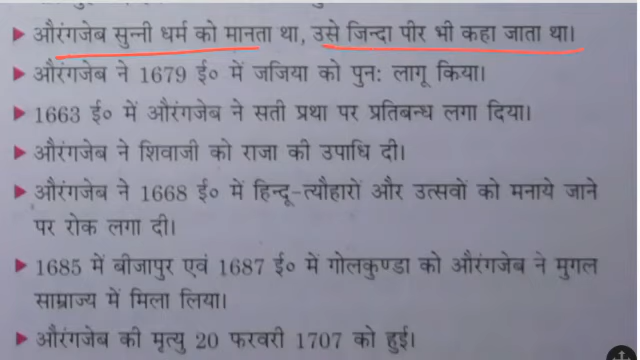 औरंगजेब सुन्नी धर्म को मानता था, उसे जिन्दा पीर भी कहा जाता था।
औरंगजेब ने 1679 ई० में जजिया को पुनः लागू किया।
1663 ई० में औरंगजेब ने सती प्रथा पर प्रतिबन्ध लगा दिया।
औरंगजेब ने शिवाजी को राजा की उपाधि दी।
औरंगजेब ने 1668 ई० में हिन्दू-त्यौहारों और उत्सवों को मनाये जाने
पर रोक लगा दी।
1685 में बीजापुर एवं 1687 ई० में गोलकुण्डा को औरंगजेब ने मुगल
साम्राज्य में मिला लिया।
औरंगजेब की मृत्यु 20 फरवरी 1707 को हुई।